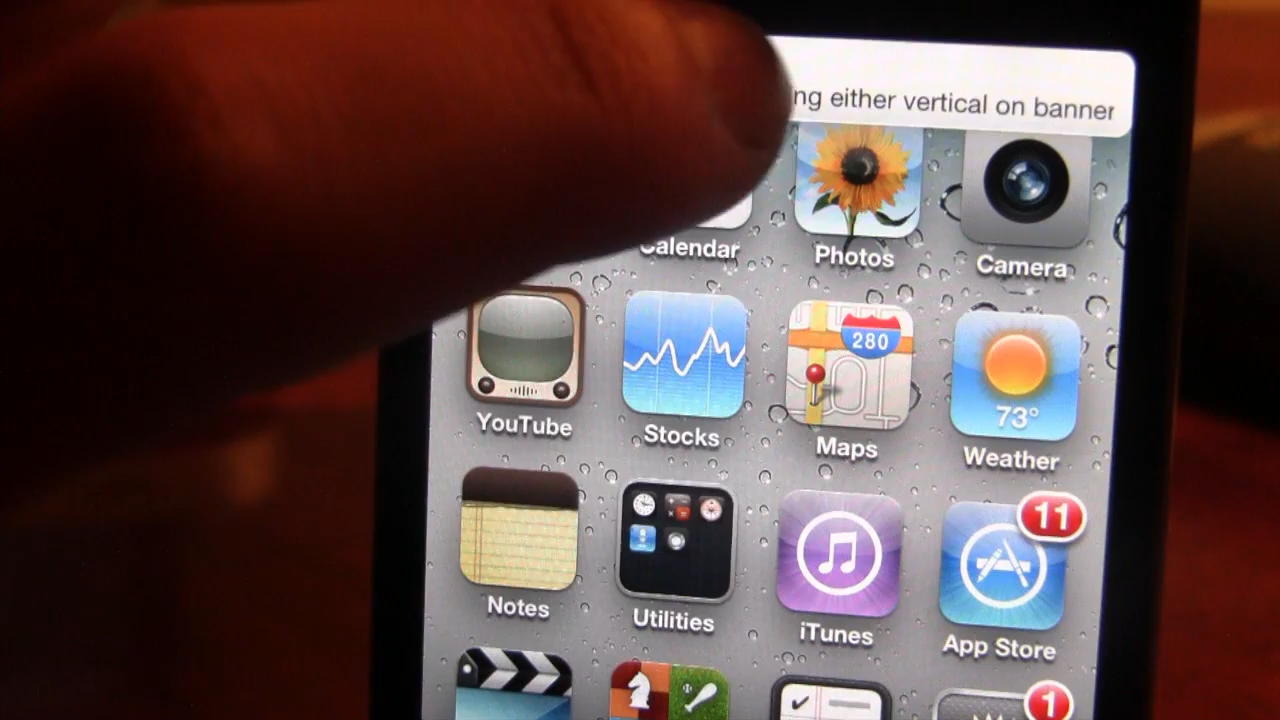 either vertical on banner
Calendar Photos Camera
280
73°
YouTube Stocks Maps Weather
11
Notes Utilities iTunes App Store
1